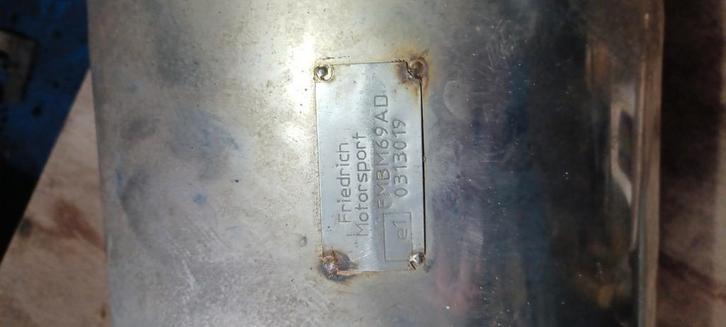 Friedrich
Motorsport
FMBM69AD
e1 0313019